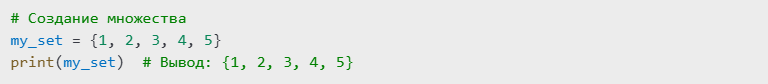 # Создание множества
my_set = {1, 2, 3, 4, 5}
print(my_set)  # Вывод: {1, 2, 3, 4, 5}